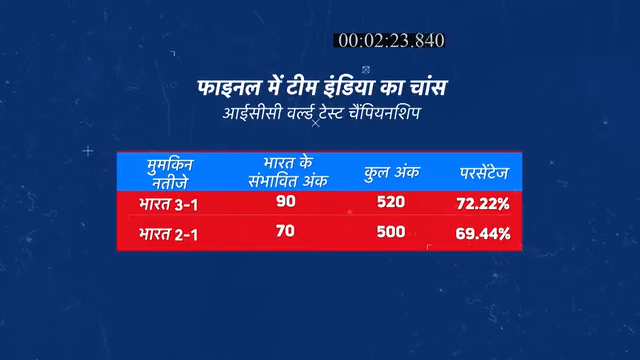 00:02:23.840
फाइनल में टीम इंडिया का चांस
आईसीसी वर्ल्ड टेस्ट चैंपियनशिप
मुमकिन नतीजे भारत के संभावित अंक कुल अंक परसेंटेज
भारत 3-1 90 520 72.22%
भारत 2-1 70 500 69.44%